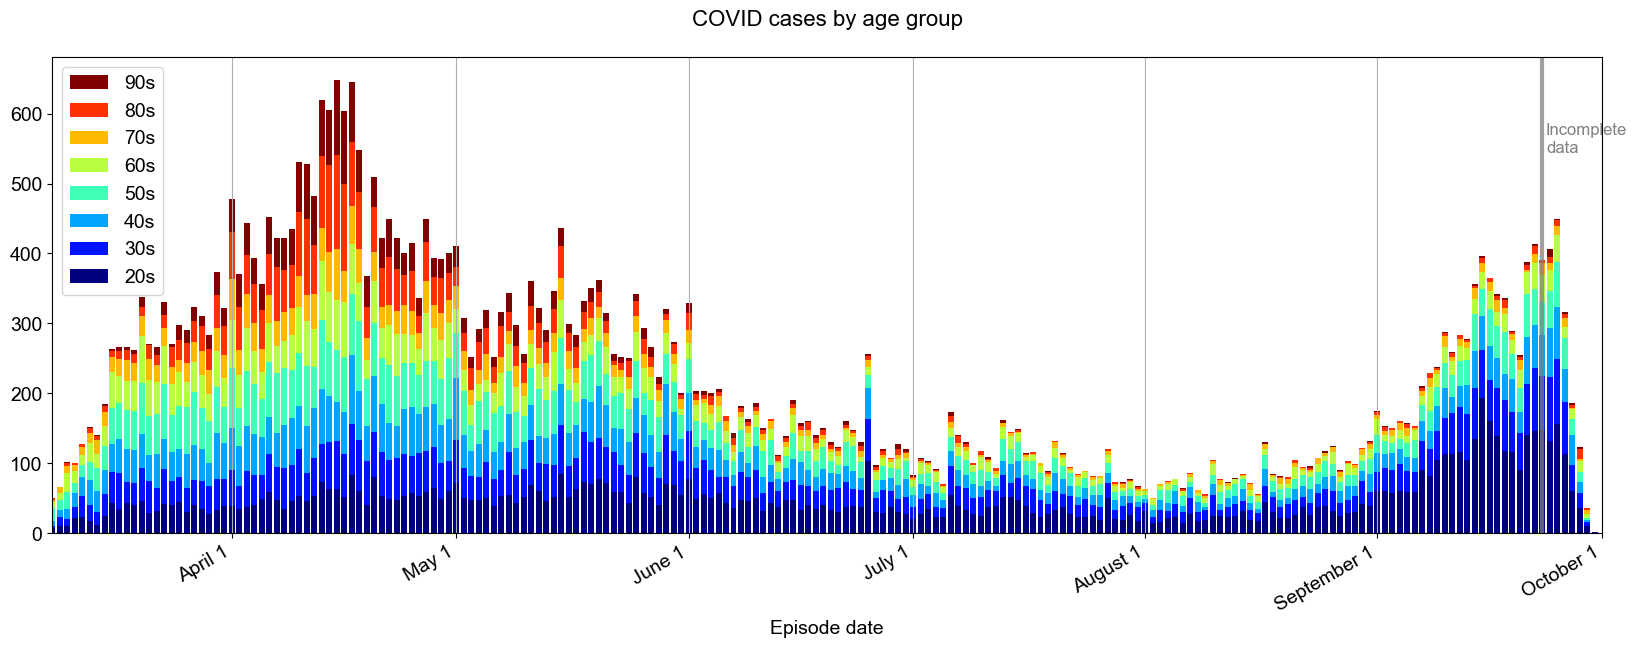 COVID cases by age group
90s
80s
70s
60s
50s
40s
30s
20s
600
500
400
300
200
100
0
Incomplete
data
April 1
May 1
June 1
July 1
August 1
September 1
October 1
Episode date